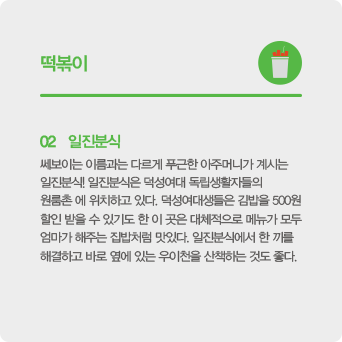 떡볶이
02 일진분식
쎄보이는 이름과는 다르게 푸근한 아주머니가 계시는
일진분식! 일진분식은 덕성여대 독립생활자들의
원룸촌 에 위치하고 있다. 덕성여대생들은 김밥을 500원
할인 받을 수 있기도 한 이 곳은 대체적으로 메뉴가 모두
엄마가 해주는 집밥처럼 맛있다. 일진분식에서 한 끼를
해결하고 바로 옆에 있는 우이천을 산책하는 것도 좋다.